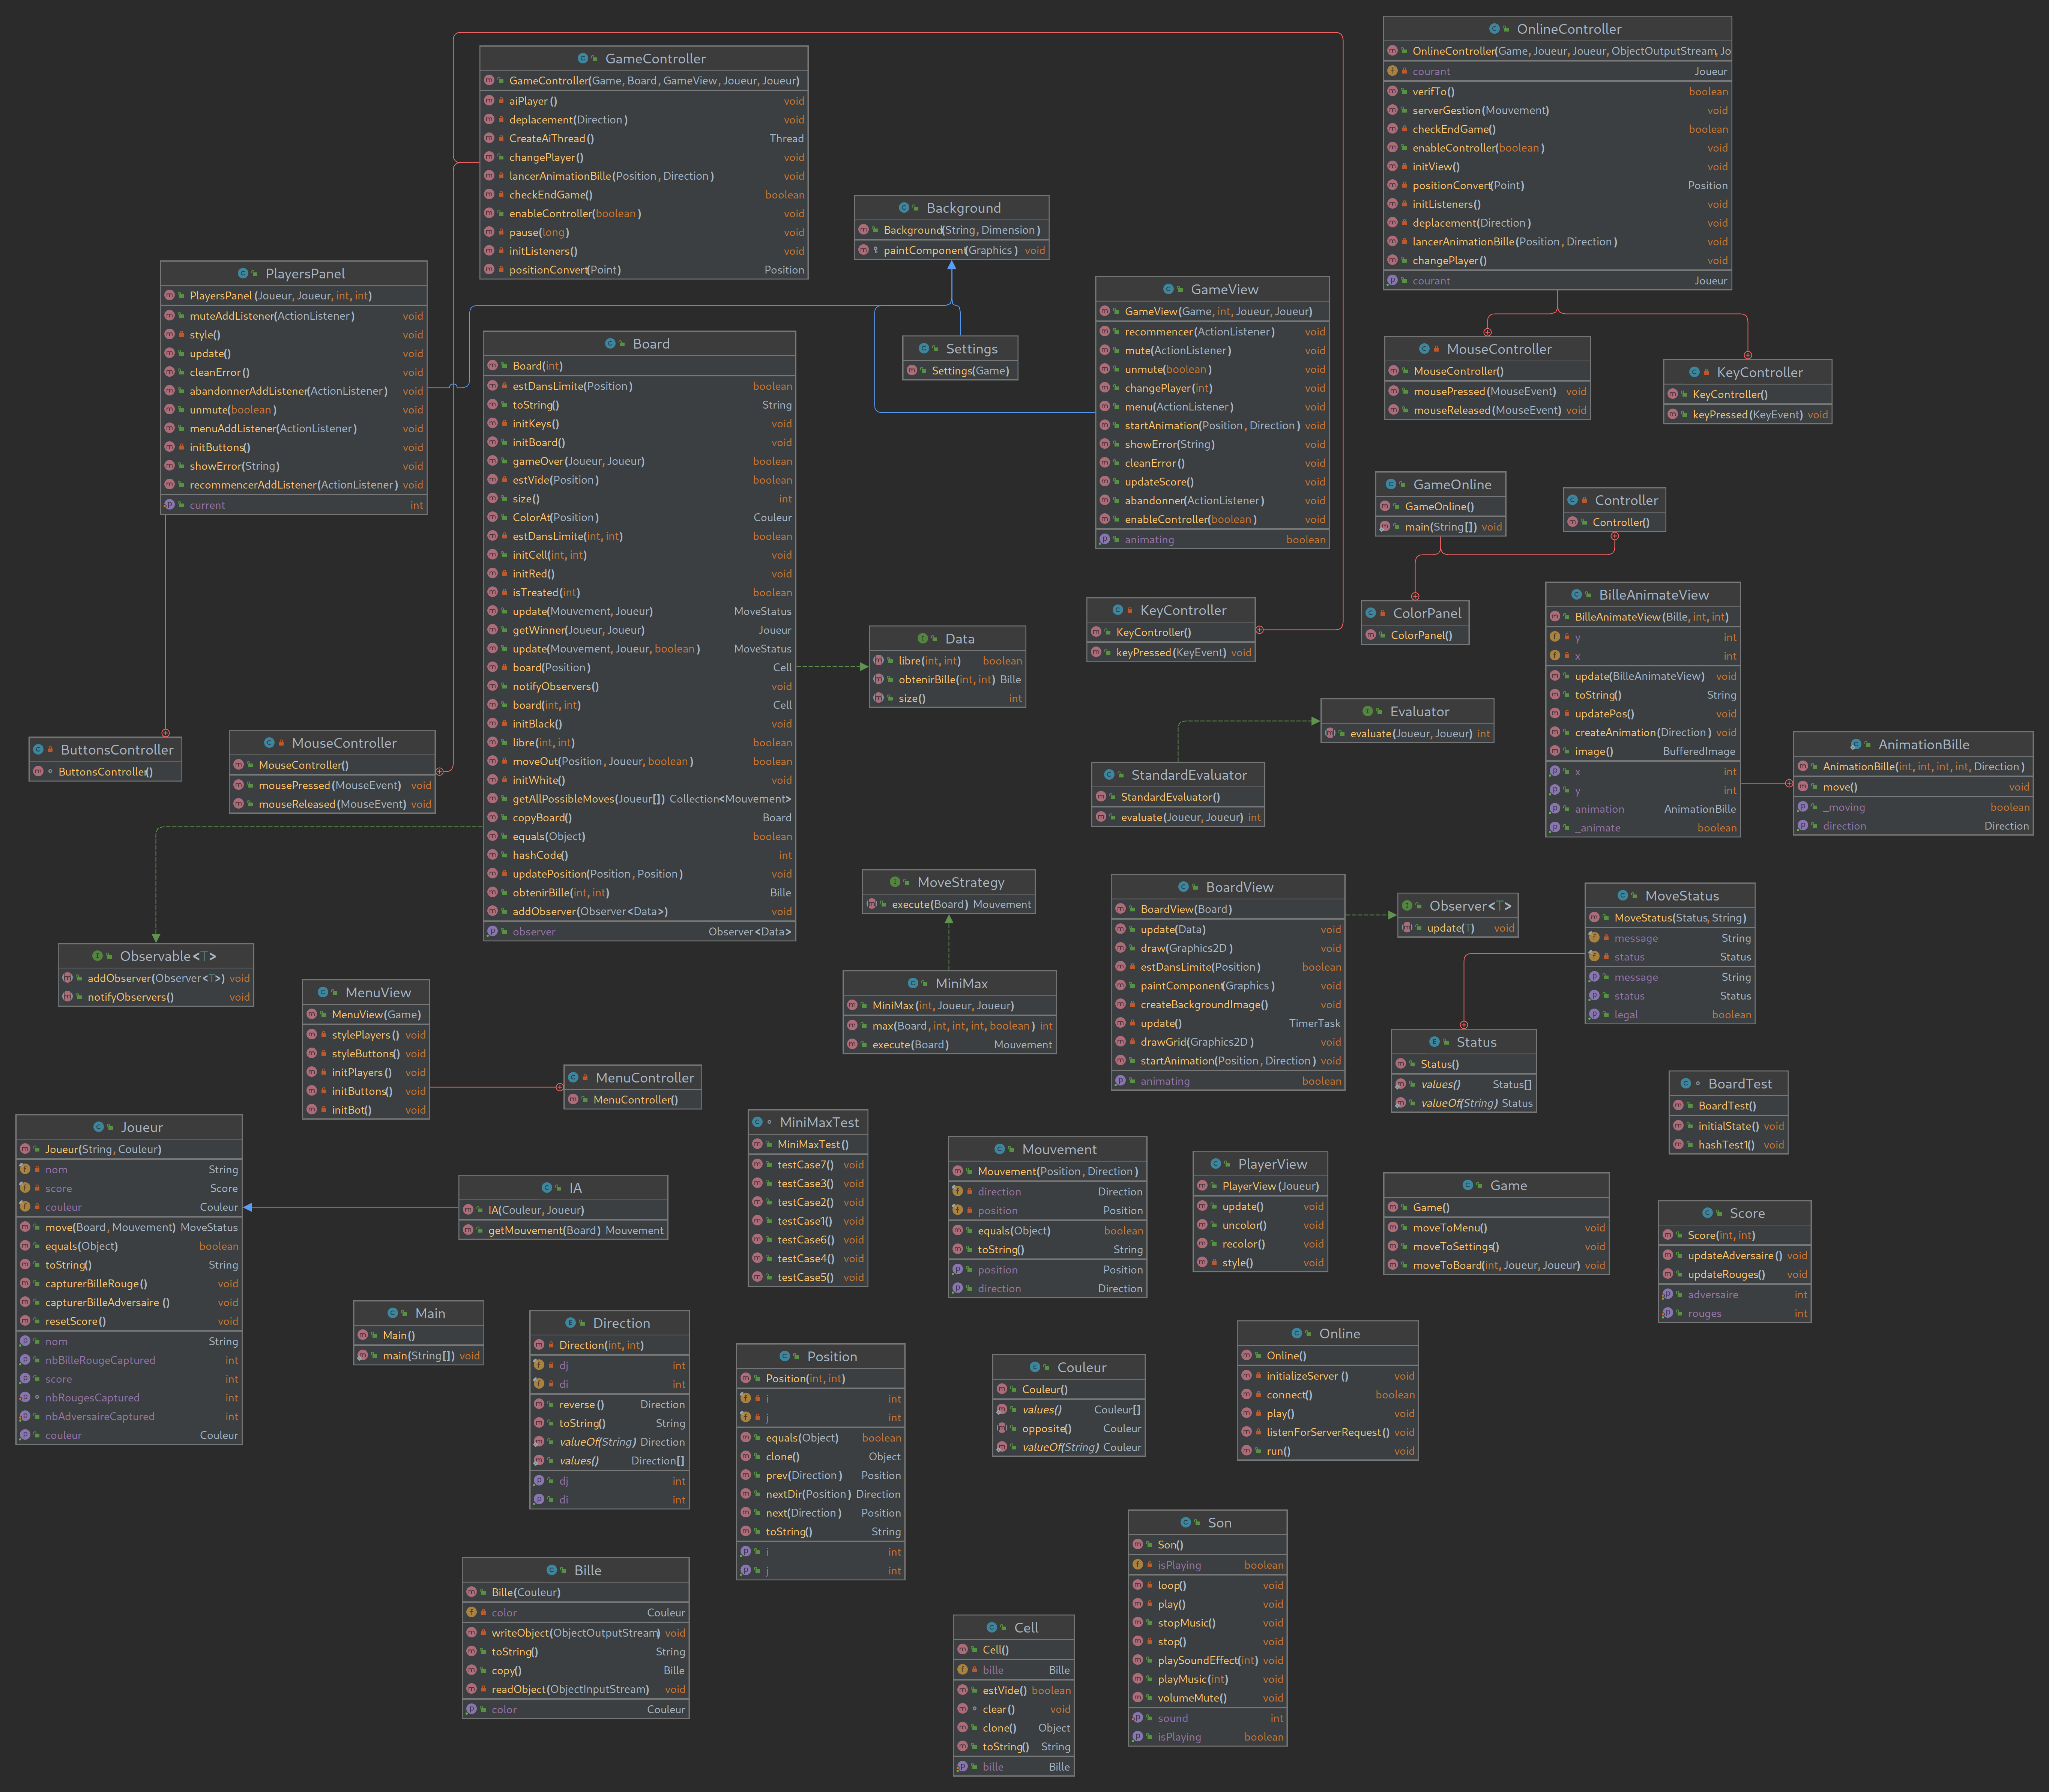 GameController
GameController(Game, Board, GameView, Joueur, Joueur)
aiPlayer() void
deplacement(Direction) void
CreateAiThread() Thread
changePlayer() void
lancerAnimationBille(Position, Direction) void
checkEndGame() boolean
enableController(boolean) void
pause(long) void
initListeners() void
positionConvert(Point) Position
OnlineController
OnlineController(Game, Joueur, Joueur, ObjectOutputStream, Jo
courant Joueur
verifTo() boolean
serverGestion(Mouvement) void
checkEndGame() boolean
enableController(boolean) void
initView() void
positionConvert(Point) Position
initListeners() void
deplacement(Direction) void
lancerAnimationBille(Position, Direction) void
changePlayer() void
courant Joueur
Background
Background(String, Dimension)
paintComponent(Graphics) void
PlayersPanel
PlayersPanel(Joueur, Joueur, int, int)
muteAddListener(ActionListener) void
style() void
update() void
cleanError() void
abandonnerAddListener(ActionListener) void
unmute(boolean) void
menuAddListener(ActionListener) void
initButtons() void
showError(String) void
recommencerAddListener(ActionListener) void
current int
GameView
GameView(Game, int, Joueur, Joueur)
recommencer(ActionListener) void
mute(ActionListener) void
unmute(boolean) void
changePlayer(int) void
menu(ActionListener) void
startAnimation(Position, Direction) void
showError(String) void
cleanError() void
updateScore() void
abandonner(ActionListener) void
enableController(boolean) void
animating boolean
Settings
Settings(Game)
MouseController
MouseController()
mousePressed(MouseEvent) void
mouseReleased(MouseEvent) void
KeyController
KeyController()
keyPressed(KeyEvent) void
Board
Board(int)
estDansLimite(Position) boolean
toString() String
initKeys() void
initBoard() void
gameOver(Joueur, Joueur) boolean
estVide(Position) boolean
size() int
ColorAt(Position) Couleur
estDansLimite(int, int) boolean
initCell(int, int) void
initRed() void
isTreated(int) boolean
update(Mouvement, Joueur) MoveStatus
getWinner(Joueur, Joueur) Joueur
update(Mouvement, Joueur, boolean) MoveStatus
board(Position) Cell
notifyObservers() void
board(int, int) Cell
initBlack() void
libre(int, int) boolean
moveOut(Position, Joueur, boolean) boolean
initWhite() void
getAllPossibleMoves(Joueur[]) Collection<Mouvement>
copyBoard() Board
equals(Object) boolean
hashCode() int
updatePosition(Position, Position) void
obtenirBille(int, int) Bille
addObserver(Observer<Data>) void
observer Observer<Data>
GameOnline
GameOnline()
main(String[]) void
Controller
Controller()
ColorPanel
ColorPanel()
KeyController
KeyController()
keyPressed(KeyEvent) void
BilleAnimateView
BilleAnimateView(Bille, int, int)
y int
x int
update(BilleAnimateView) void
toString() String
updatePos() void
createAnimation(Direction) void
image() BufferedImage
x int
y int
animation AnimationBille
_animate boolean
Data
libre(int, int) boolean
obtenirBille(int, int) Bille
size() int
Evaluator
evaluate(Joueur, Joueur) int
StandardEvaluator
StandardEvaluator()
evaluate(Joueur, Joueur) int
AnimationBille
AnimationBille(int, int, int, int, Direction)
move() void
_moving boolean
direction Direction
ButtonsController
ButtonsController()
MouseController
MouseController()
mousePressed(MouseEvent) void
mouseReleased(MouseEvent) void
MoveStrategy
execute(Board) Mouvement
BoardView
BoardView(Board)
update(Data) void
draw(Graphics2D) void
estDansLimite(Position) boolean
paintComponent(Graphics) void
createBackgroundImage() void
update() TimerTask
drawGrid(Graphics2D) void
startAnimation(Position, Direction) void
animating boolean
Observer<T>
update(T) void
MoveStatus
MoveStatus(Status, String)
message String
status Status
message String
status Status
legal boolean
Observable<T>
addObserver(Observer<T>) void
notifyObservers() void
MenuView
MenuView(Game)
stylePlayers() void
styleButtons() void
initPlayers() void
initButtons() void
initBot() void
MiniMax
MiniMax(int, Joueur, Joueur)
max(Board, int, int, int, boolean) int
execute(Board) Mouvement
Status
Status()
values() Status[]
valueOf(String) Status
MenuController
MenuController()
BoardTest
BoardTest()
initialState() void
hashTest1() void
Joueur
Joueur(String, Couleur)
nom String
score Score
couleur Couleur
move(Board, Mouvement) MoveStatus
equals(Object) boolean
toString() String
capturerBilleRouge() void
capturerBilleAdversaire() void
resetScore() void
nom String
nbBilleRougeCaptured int
score int
nbRougesCaptured int
nbAdversaireCaptured int
couleur Couleur
IA
IA(Couleur, Joueur)
getMouvement(Board) Mouvement
MiniMaxTest
MiniMaxTest()
testCase7() void
testCase3() void
testCase2() void
testCase1() void
testCase6() void
testCase4() void
testCase5() void
Mouvement
Mouvement(Position, Direction)
direction Direction
position Position
equals(Object) boolean
toString() String
position Position
direction Direction
PlayerView
PlayerView(Joueur)
update() void
uncolor() void
recolor() void
style() void
Game
Game()
moveToMenu() void
moveToSettings() void
moveToBoard(int, Joueur, Joueur) void
Score
Score(int, int)
updateAdversaire() void
updateRouges() void
adversaire int
rouges int
Main
Main()
main(String[]) void
Direction
Direction(int, int)
dj int
di int
reverse() Direction
toString() String
valueOf(String) Direction
values() Direction[]
dj int
di int
Position
Position(int, int)
i int
j int
equals(Object) boolean
clone() Object
prev(Direction) Position
nextDir(Position) Direction
next(Direction) Position
toString() String
i int
j int
Couleur
Couleur()
values() Couleur[]
opposite() Couleur
valueOf(String) Couleur
Online
Online()
initializeServer() void
connect() boolean
play() void
listenForServerRequest() void
run() void
Bille
Bille(Couleur)
color Couleur
writeObject(ObjectOutputStream) void
toString() String
copy() Bille
readObject(ObjectInputStream) void
color Couleur
Son
Son()
isPlaying boolean
loop() void
play() void
stopMusic() void
stop() void
playSoundEffect(int) void
playMusic(int) void
volumeMute() void
sound int
isPlaying boolean
Cell
Cell()
bille Bille
estVide() boolean
clear() void
clone() Object
toString() String
bille Bille